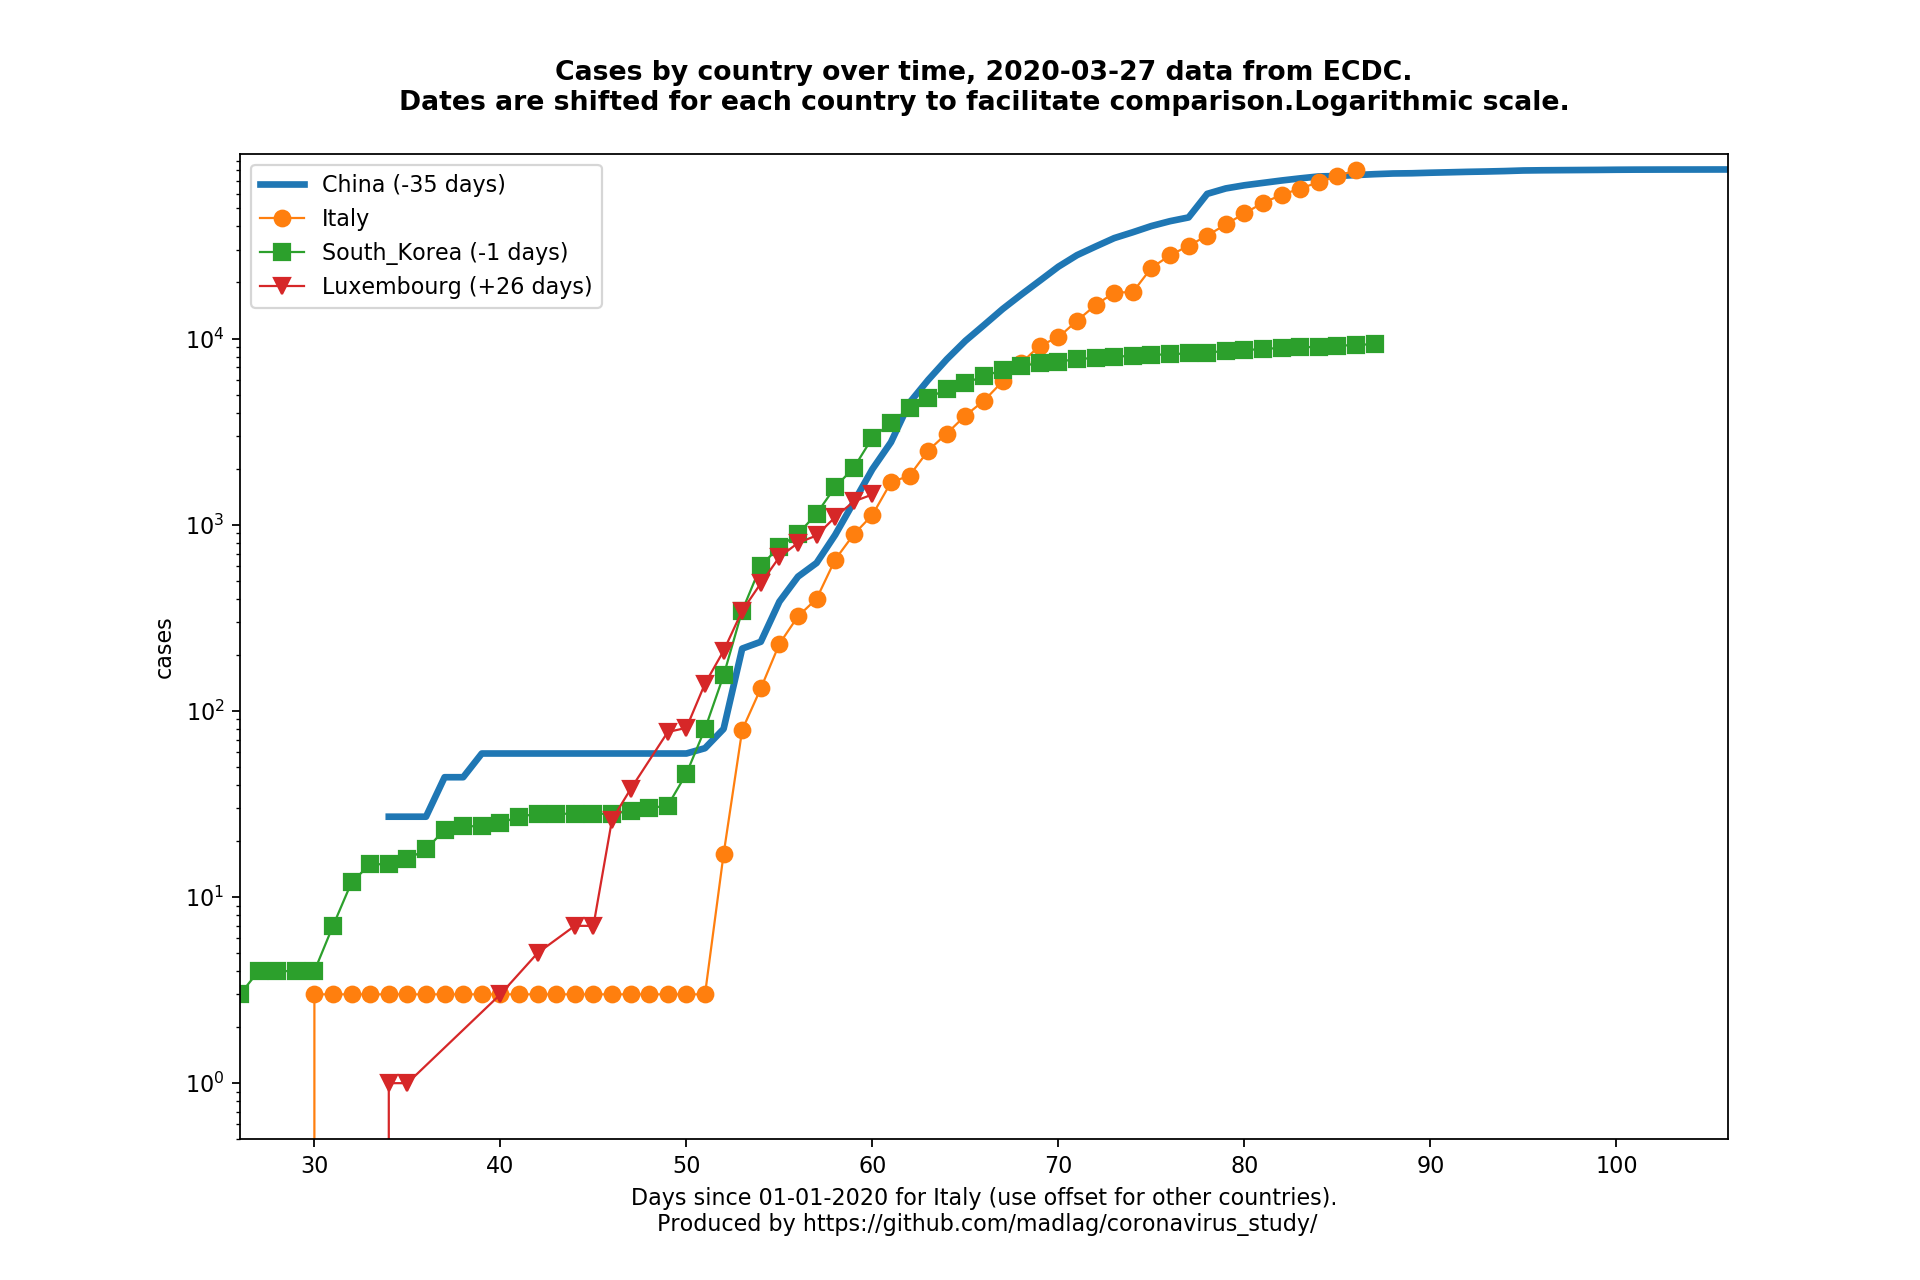 Cases by country over time, 2020-03-27 data from ECDC.
Dates are shifted for each country to facilitate comparison.Logarithmic scale.
China (-35 days)
Italy
South_Korea (-1 days)
Luxembourg (+26 days)
cases
10⁴
10³
10²
10¹
10⁰
30 40 50 60 70 80 90 100
Days since 01-01-2020 for Italy (use offset for other countries).
Produced by https://github.com/madlag/coronavirus_study/